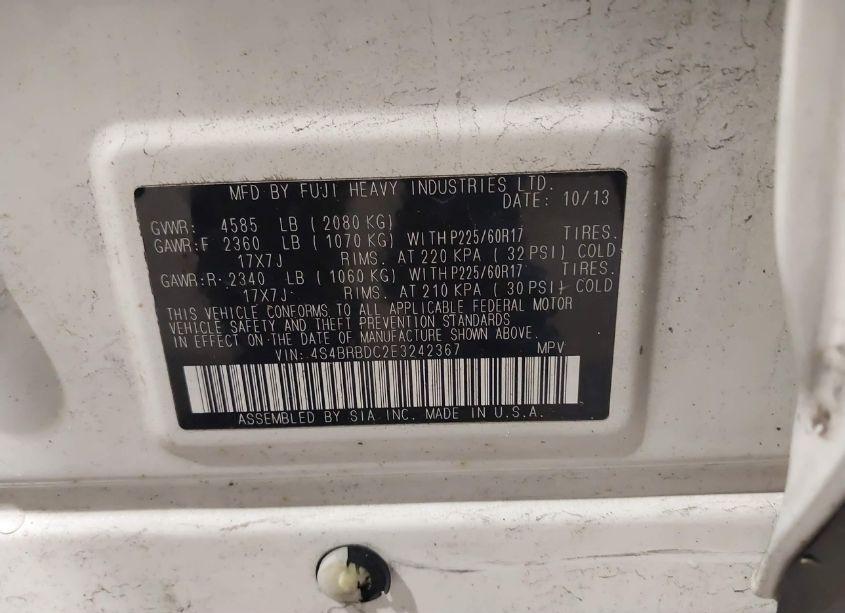 MFD BY FUJI HEAVY INDUSTRIES LTD.
DATE: 10/13
GVWR: 4585 LB ( 2080 KG)
GAWR:F 2360 LB ( 1070 KG) WITH P225/60R17 TIRES.
17X7J RIMS. AT 220 KPA ( 32 PSI) COLD
GAWR:R 2340 LB ( 1060 KG) WITH P225/60R17 TIRES.
17X7J RIMS. AT 210 KPA ( 30 PSI) COLD
THIS VEHICLE CONFORMS TO ALL APPLICABLE FEDERAL MOTOR
VEHICLE SAFETY AND THEFT PREVENTION STANDARDS
IN EFFECT ON THE DATE OF MANUFACTURE SHOWN ABOVE.
VIN: 4S4BRBDC2E3242367 MPV
ASSEMBLED BY SIA INC. MADE IN U.S.A.